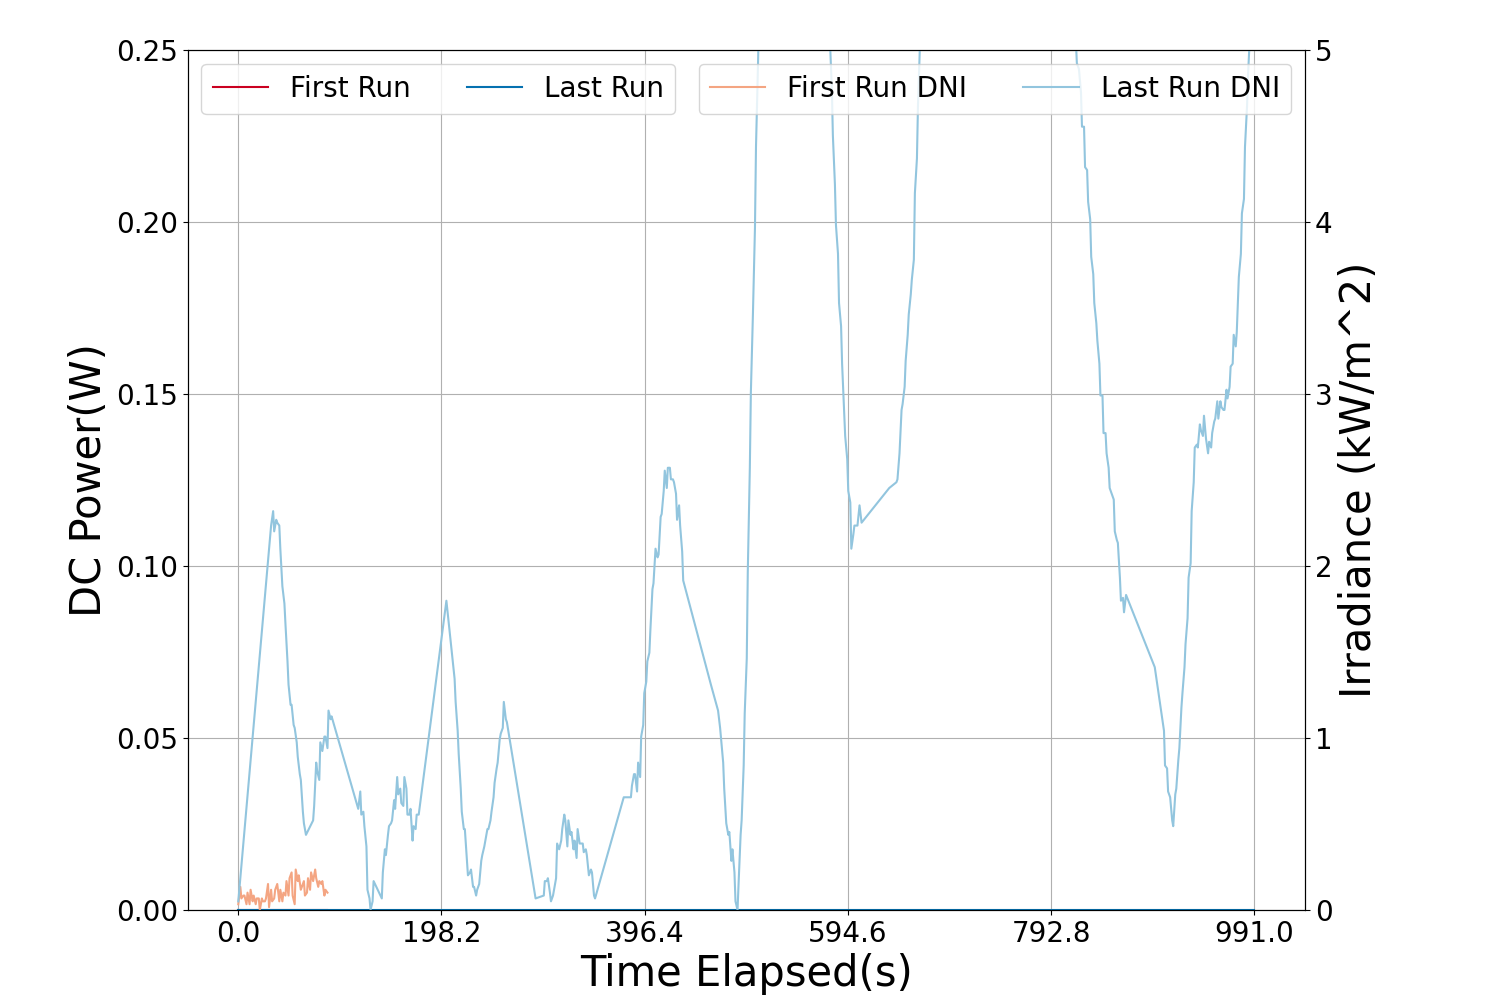 First Run
Last Run
First Run DNI
Last Run DNI
0.25
0.20
0.15
0.10
0.05
0.00
DC Power(W)
5
4
3
2
1
0
Irradiance (kW/m^2)
0.0
198.2
396.4
594.6
792.8
991.0
Time Elapsed(s)